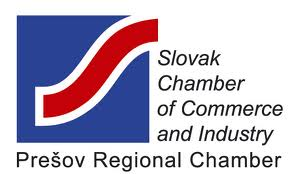 Slovak
Chamber
of Commerce
and Industry
Prešov Regional Chamber